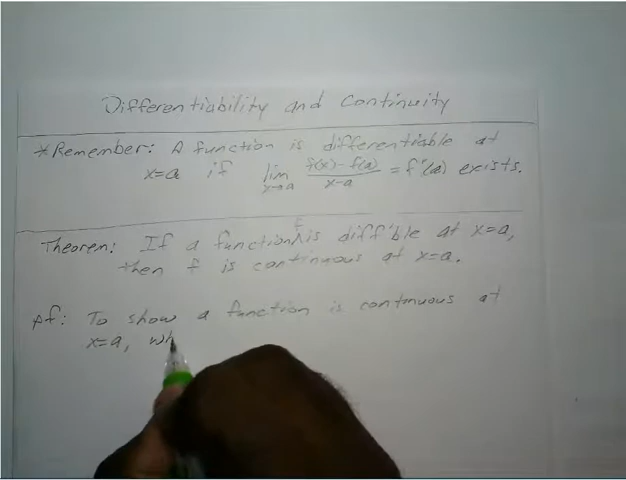 Differentiability and Continuity
*Remember: A function is differentiable at
x=a if lim x→a f(x)-f(a)/x-a = f'(a) exists.
Theorem: If a function f is diff'ble at x=a,
then f is continuous at x=a.
pf: To show a function is continuous at
x=a, wh